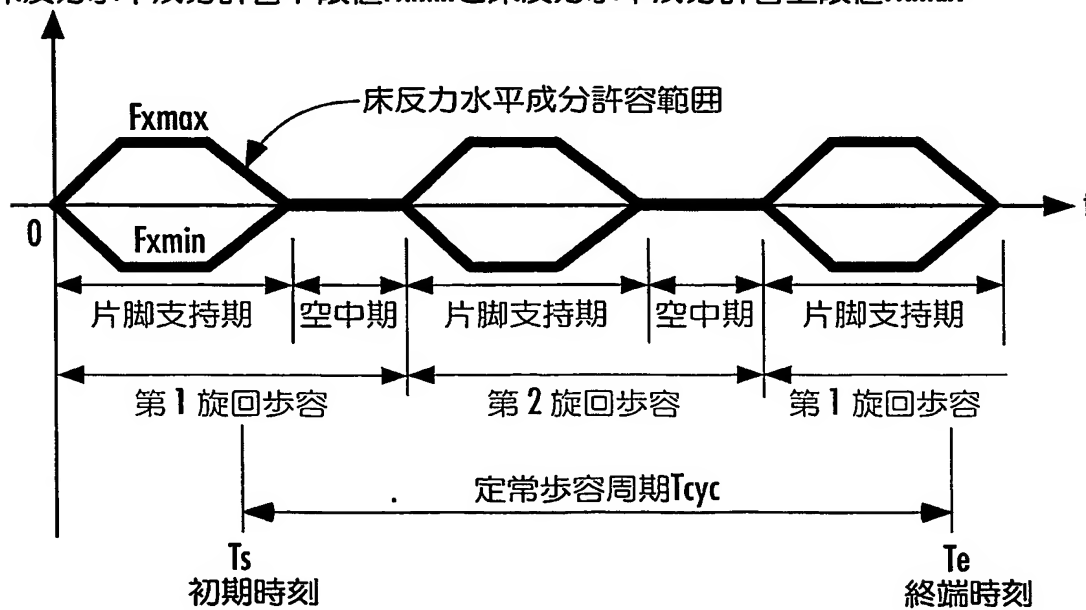 床反力水平成分許容範囲
Fxmax
0
Fxmin
片脚支持期
空中期
片脚支持期
空中期
片脚支持期
第1旋回歩容
第2旋回歩容
第1旋回歩容
定常歩容周期Tcyc
Ts
初期時刻
Te
終端時刻